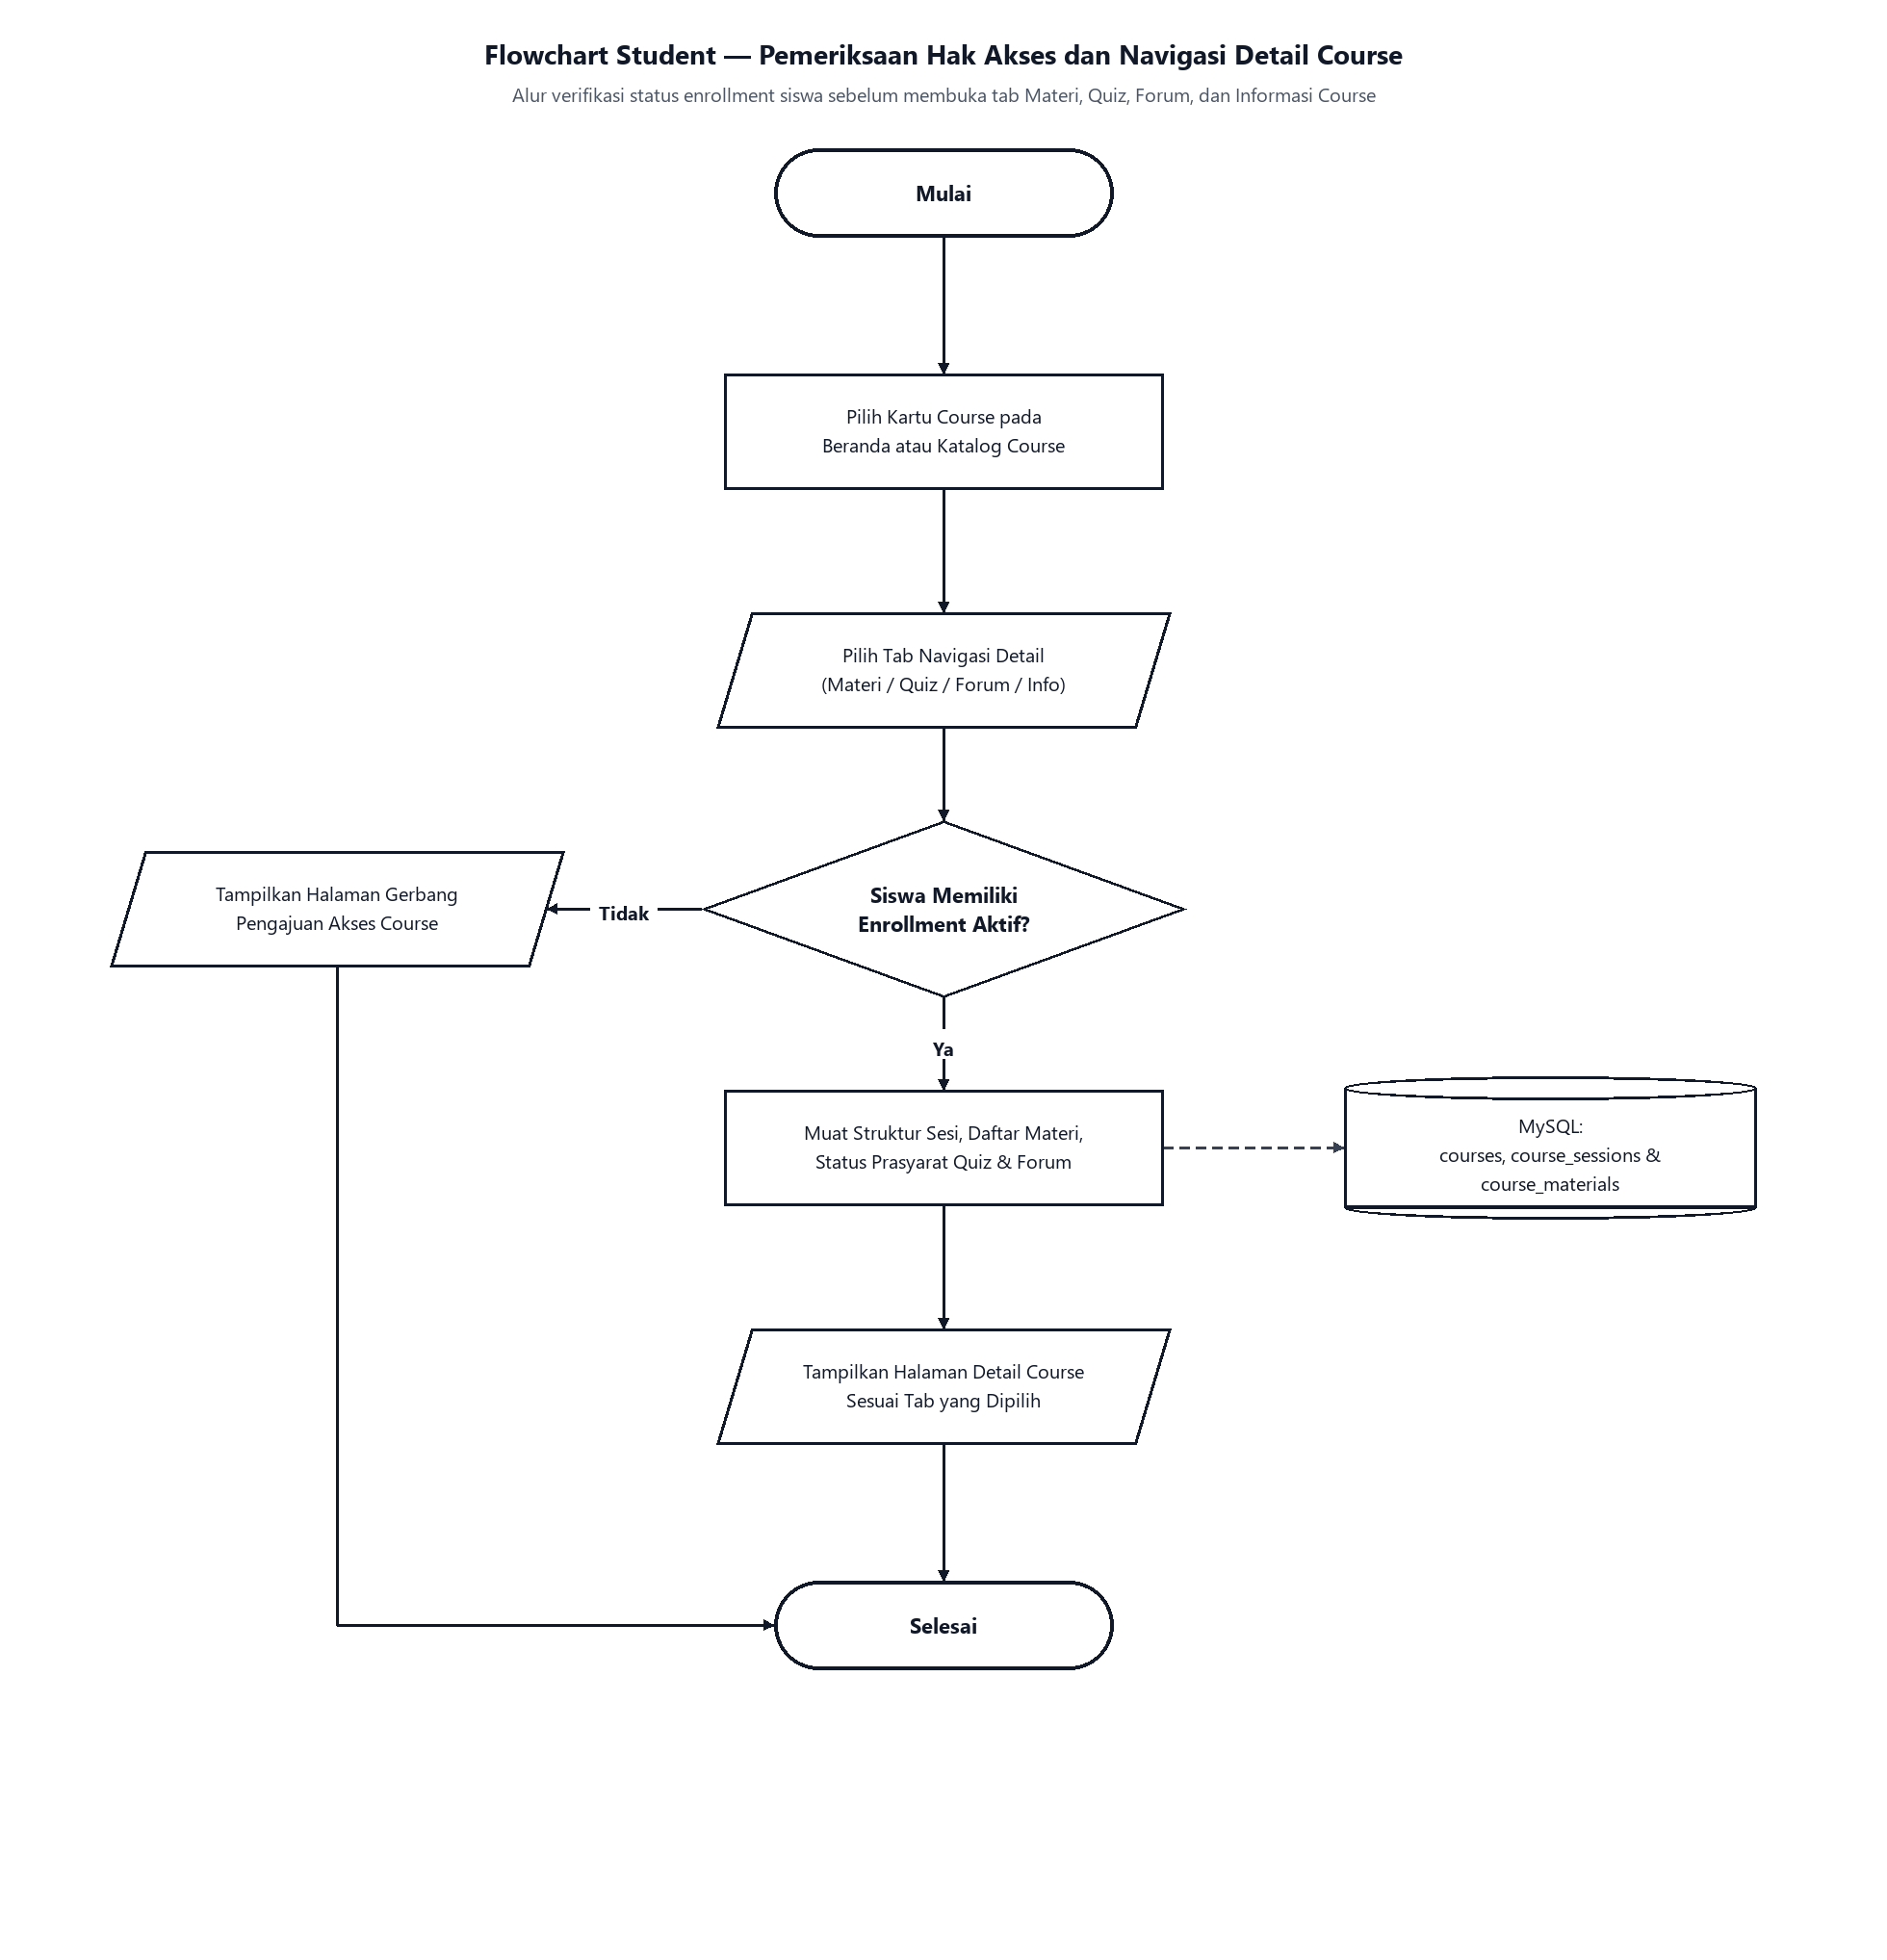 Flowchart Student — Pemeriksaan Hak Akses dan Navigasi Detail Course
Alur verifikasi status enrollment siswa sebelum membuka tab Materi, Quiz, Forum, dan Informasi Course
Mulai
Pilih Kartu Course pada
Beranda atau Katalog Course
Pilih Tab Navigasi Detail
(Materi / Quiz / Forum / Info)
Siswa Memiliki
Enrollment Aktif?
Tidak
Tampilkan Halaman Gerbang
Pengajuan Akses Course
Ya
Muat Struktur Sesi, Daftar Materi,
Status Prasyarat Quiz & Forum
MySQL:
courses, course_sessions &
course_materials
Tampilkan Halaman Detail Course
Sesuai Tab yang Dipilih
Selesai